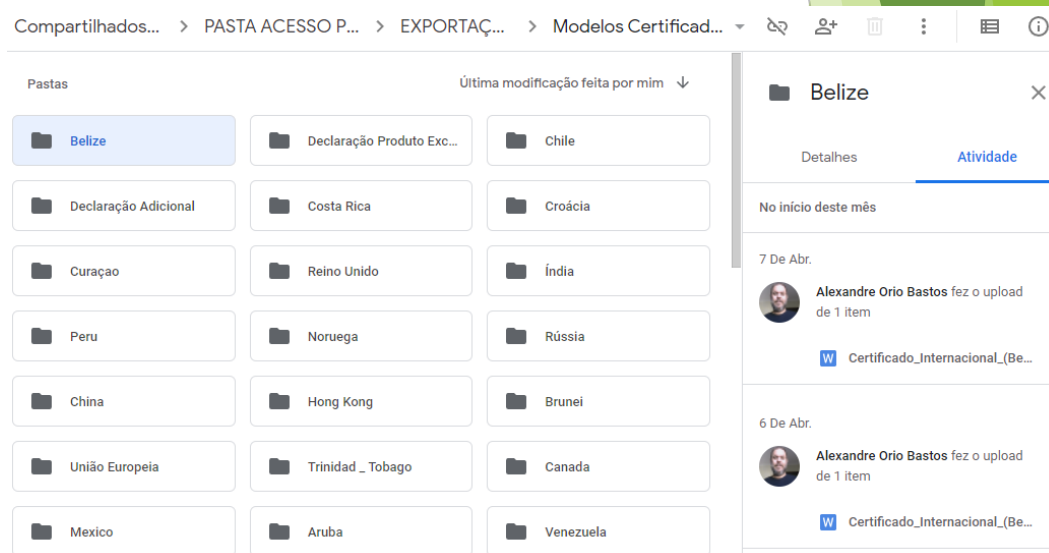 Compartilhados... > PASTA ACESSO P... > EXPORTAÇ... > Modelos Certificad...
Pastas
Última modificação feita por mim
Belize
Declaração Produto Exc...
Chile
Declaração Adicional
Costa Rica
Croácia
Curaçao
Reino Unido
Índia
Peru
Noruega
Rússia
China
Hong Kong
Brunei
União Europeia
Trinidad _ Tobago
Canada
Mexico
Aruba
Venezuela
Belize
Detalhes
Atividade
No início deste mês
7 De Abr.
Alexandre Orio Bastos fez o upload
de 1 item
W Certificado_Internacional_(Be...
6 De Abr.
Alexandre Orio Bastos fez o upload
de 1 item
W Certificado_Internacional_(Be...